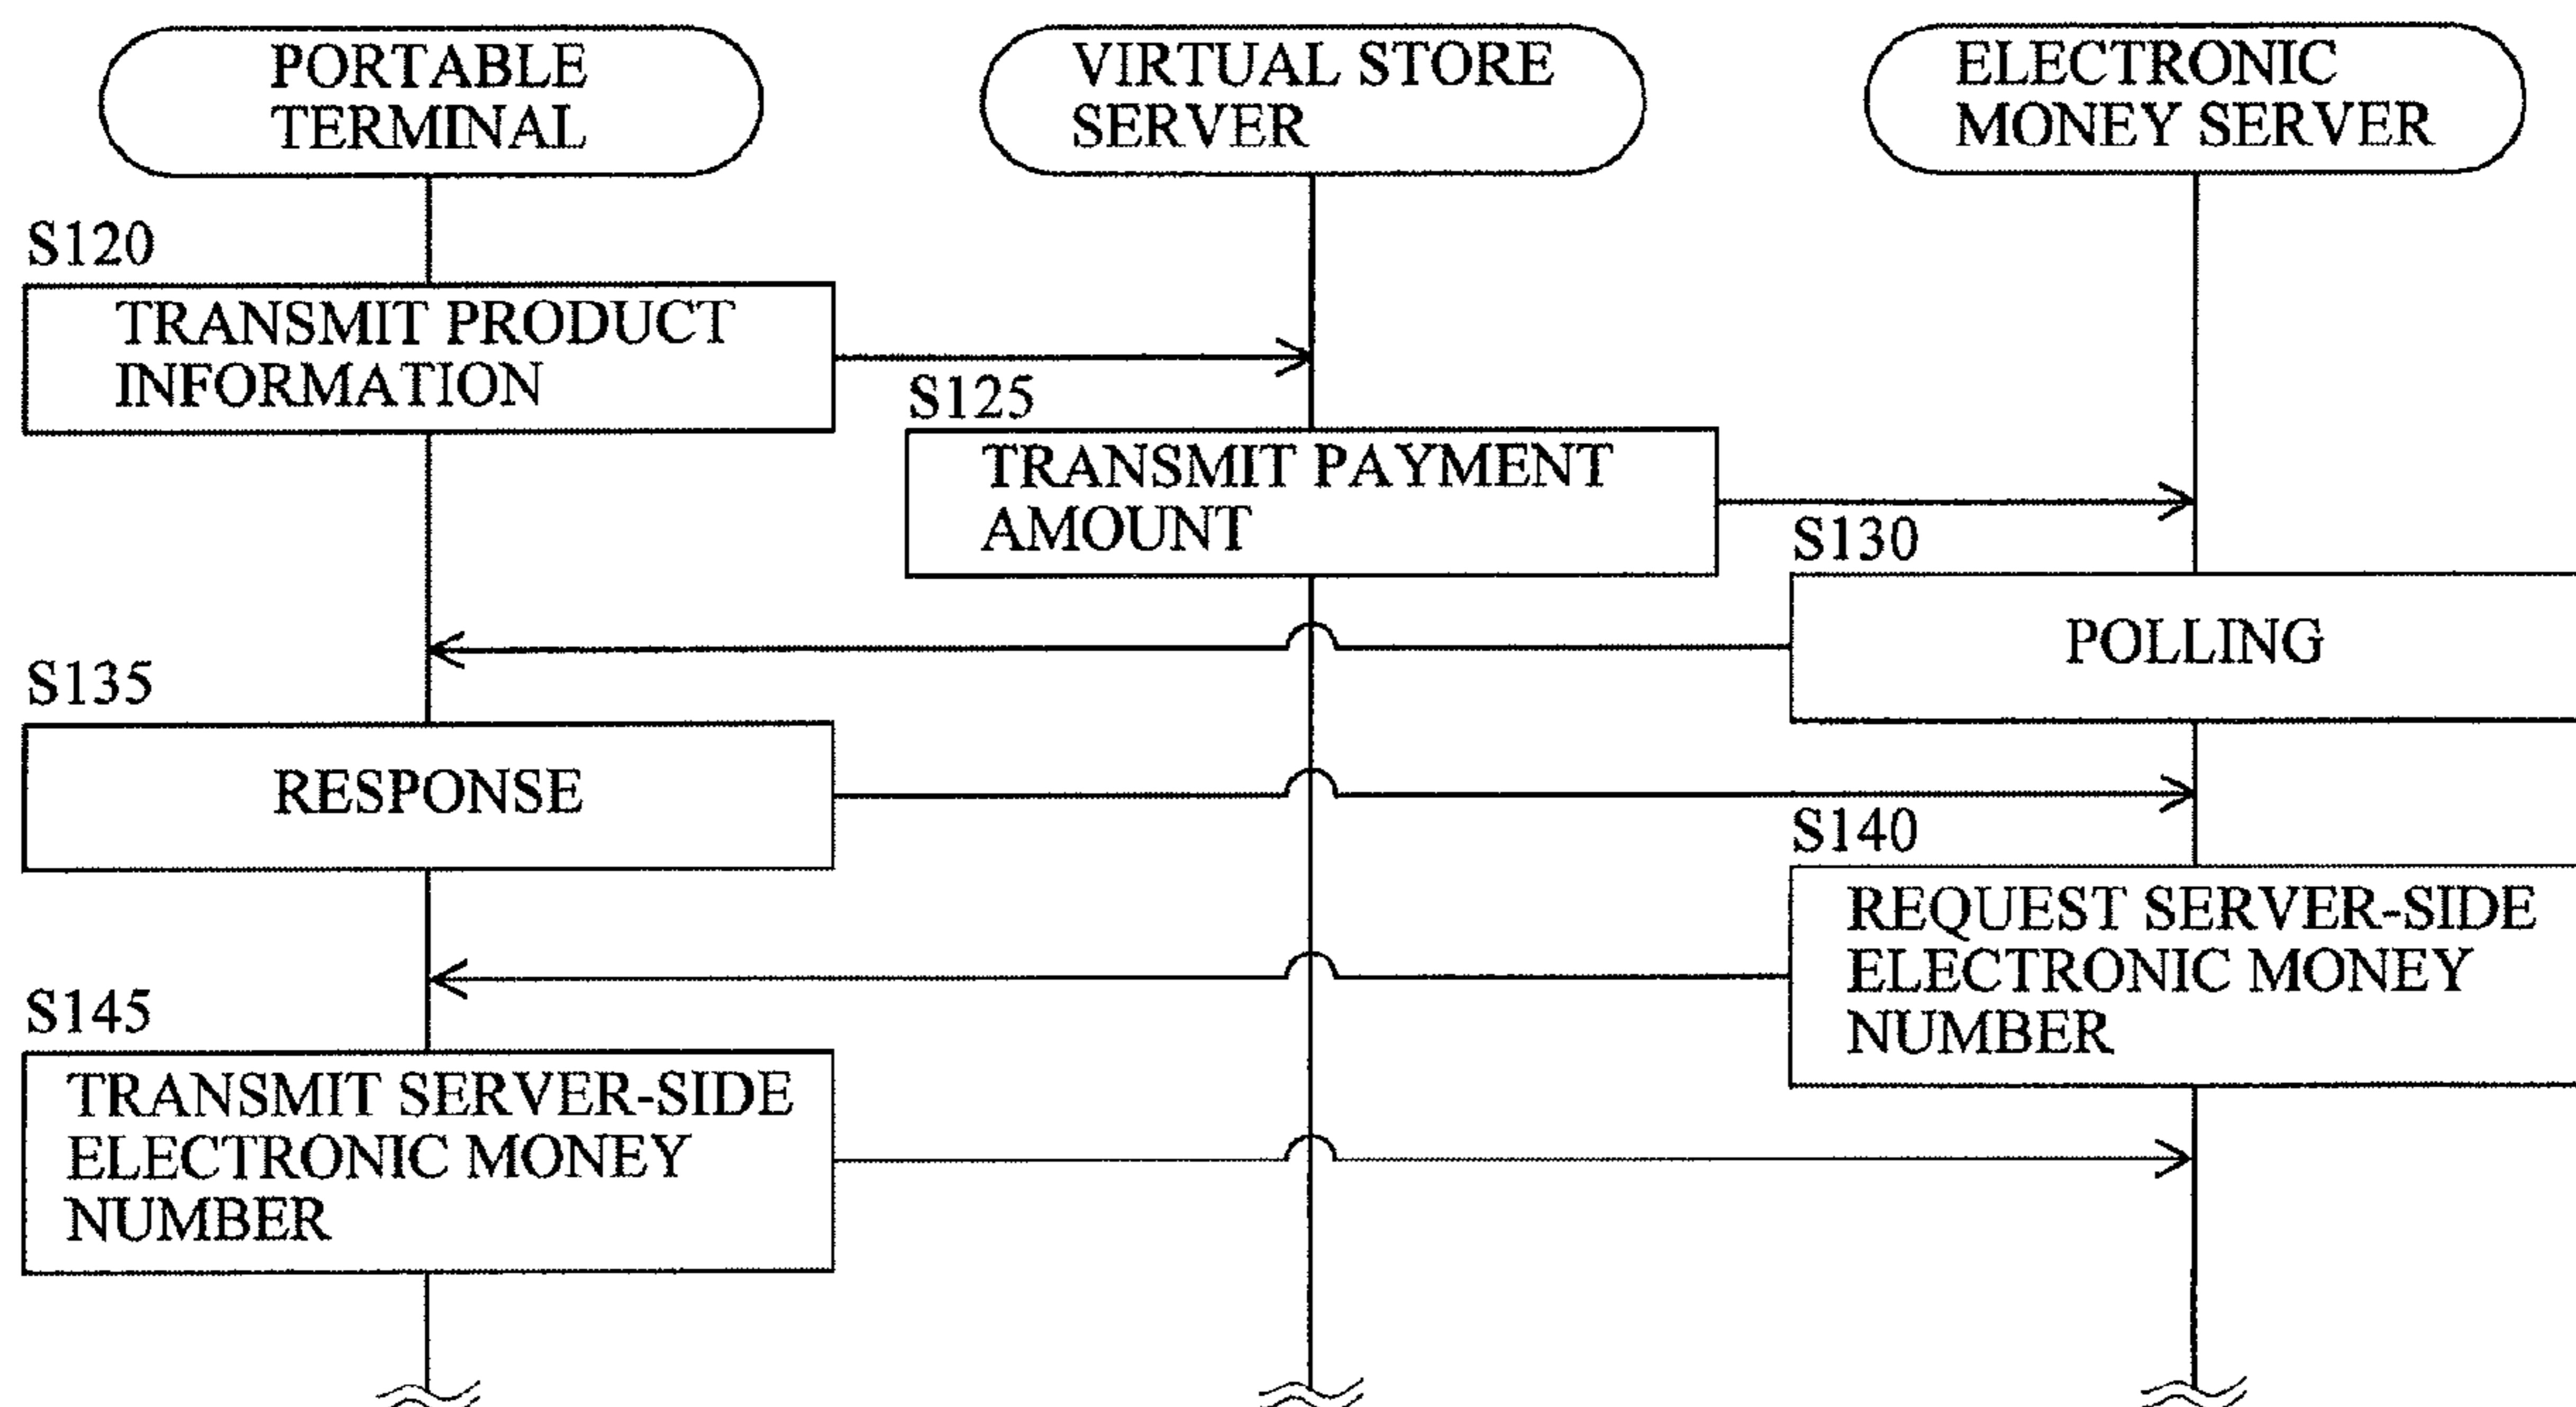 PORTABLE
TERMINAL
VIRTUAL STORE
SERVER
ELECTRONIC
MONEY SERVER
S120
TRANSMIT PRODUCT
INFORMATION
S125
TRANSMIT PAYMENT
AMOUNT
S130
POLLING
S135
RESPONSE
S140
REQUEST SERVER-SIDE
ELECTRONIC MONEY
NUMBER
S145
TRANSMIT SERVER-SIDE
ELECTRONIC MONEY
NUMBER